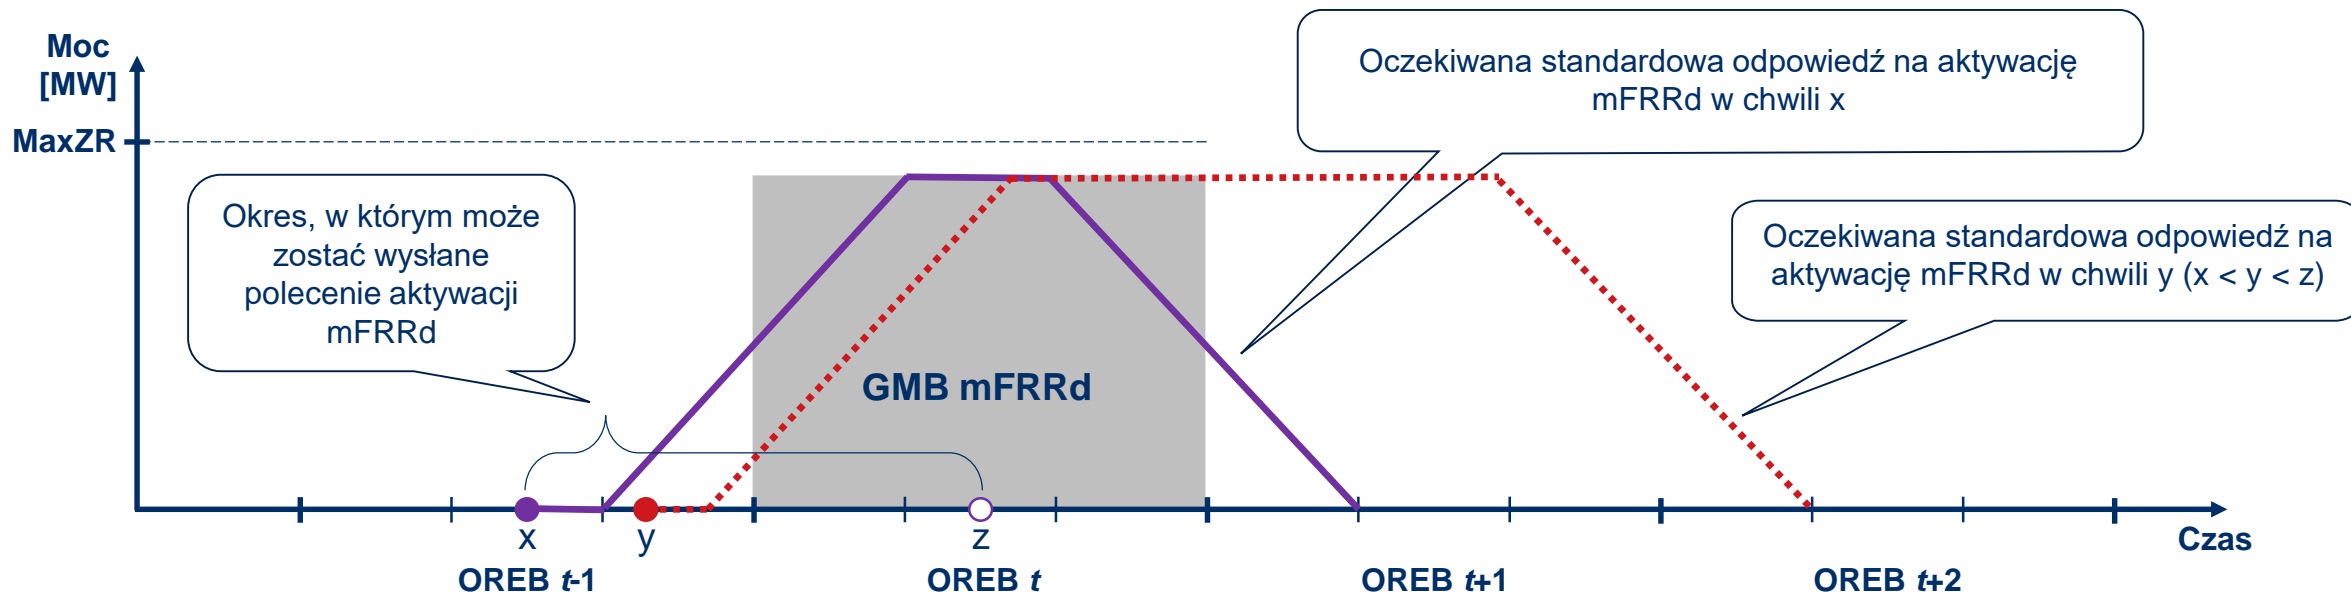 Moc
[MW]
MaxZR
Okres, w którym może
zostać wysłane
polecenie aktywacji
mFRRd
Oczekiwana standardowa odpowiedź na aktywację
mFRRd w chwili x
Oczekiwana standardowa odpowiedź na
aktywację mFRRd w chwili y (x < y < z)
GMB mFRRd
x
y
z
Czas
OREB t-1
OREB t
OREB t+1
OREB t+2